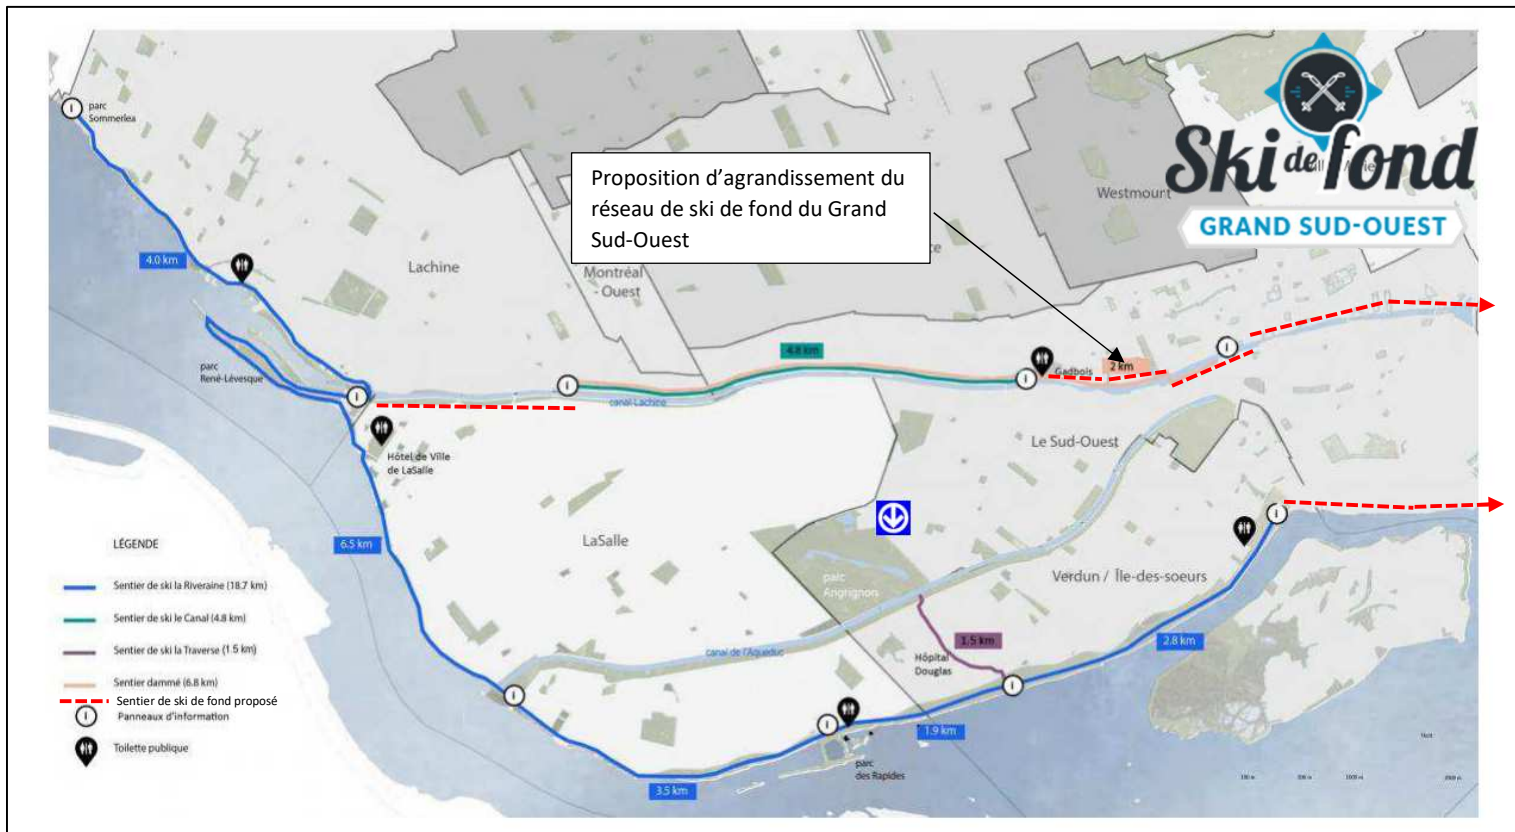 parc
Sommerlea
Ski de fond
GRAND SUD-OUEST
Proposition d'agrandissement du
réseau de ski de fond du Grand
Sud-Ouest
Westmount
4.0 km
Lachine
Montréal
- Ouest
parc
René-Lévesque
4.8 km
Gadbois
2 km
canal-Lachine
Hôtel de Ville
de LaSalle
Le Sud-Ouest
6.5 km
LaSalle
parc
Angrignon
Verdun / Île-des-soeurs
canal de l'Aqueduc
1.5 km
Hôpital
Douglas
2.8 km
1.9 km
parc
des Rapides
3.5 km
LÉGENDE
Sentier de ski la Riveraine (18.7 km)
Sentier de ski le Canal (4.8 km)
Sentier de ski la Traverse (1.5 km)
Sentier dammé (6.8 km)
Sentier de ski de fond proposé
Panneaux d'information
Toilette publique